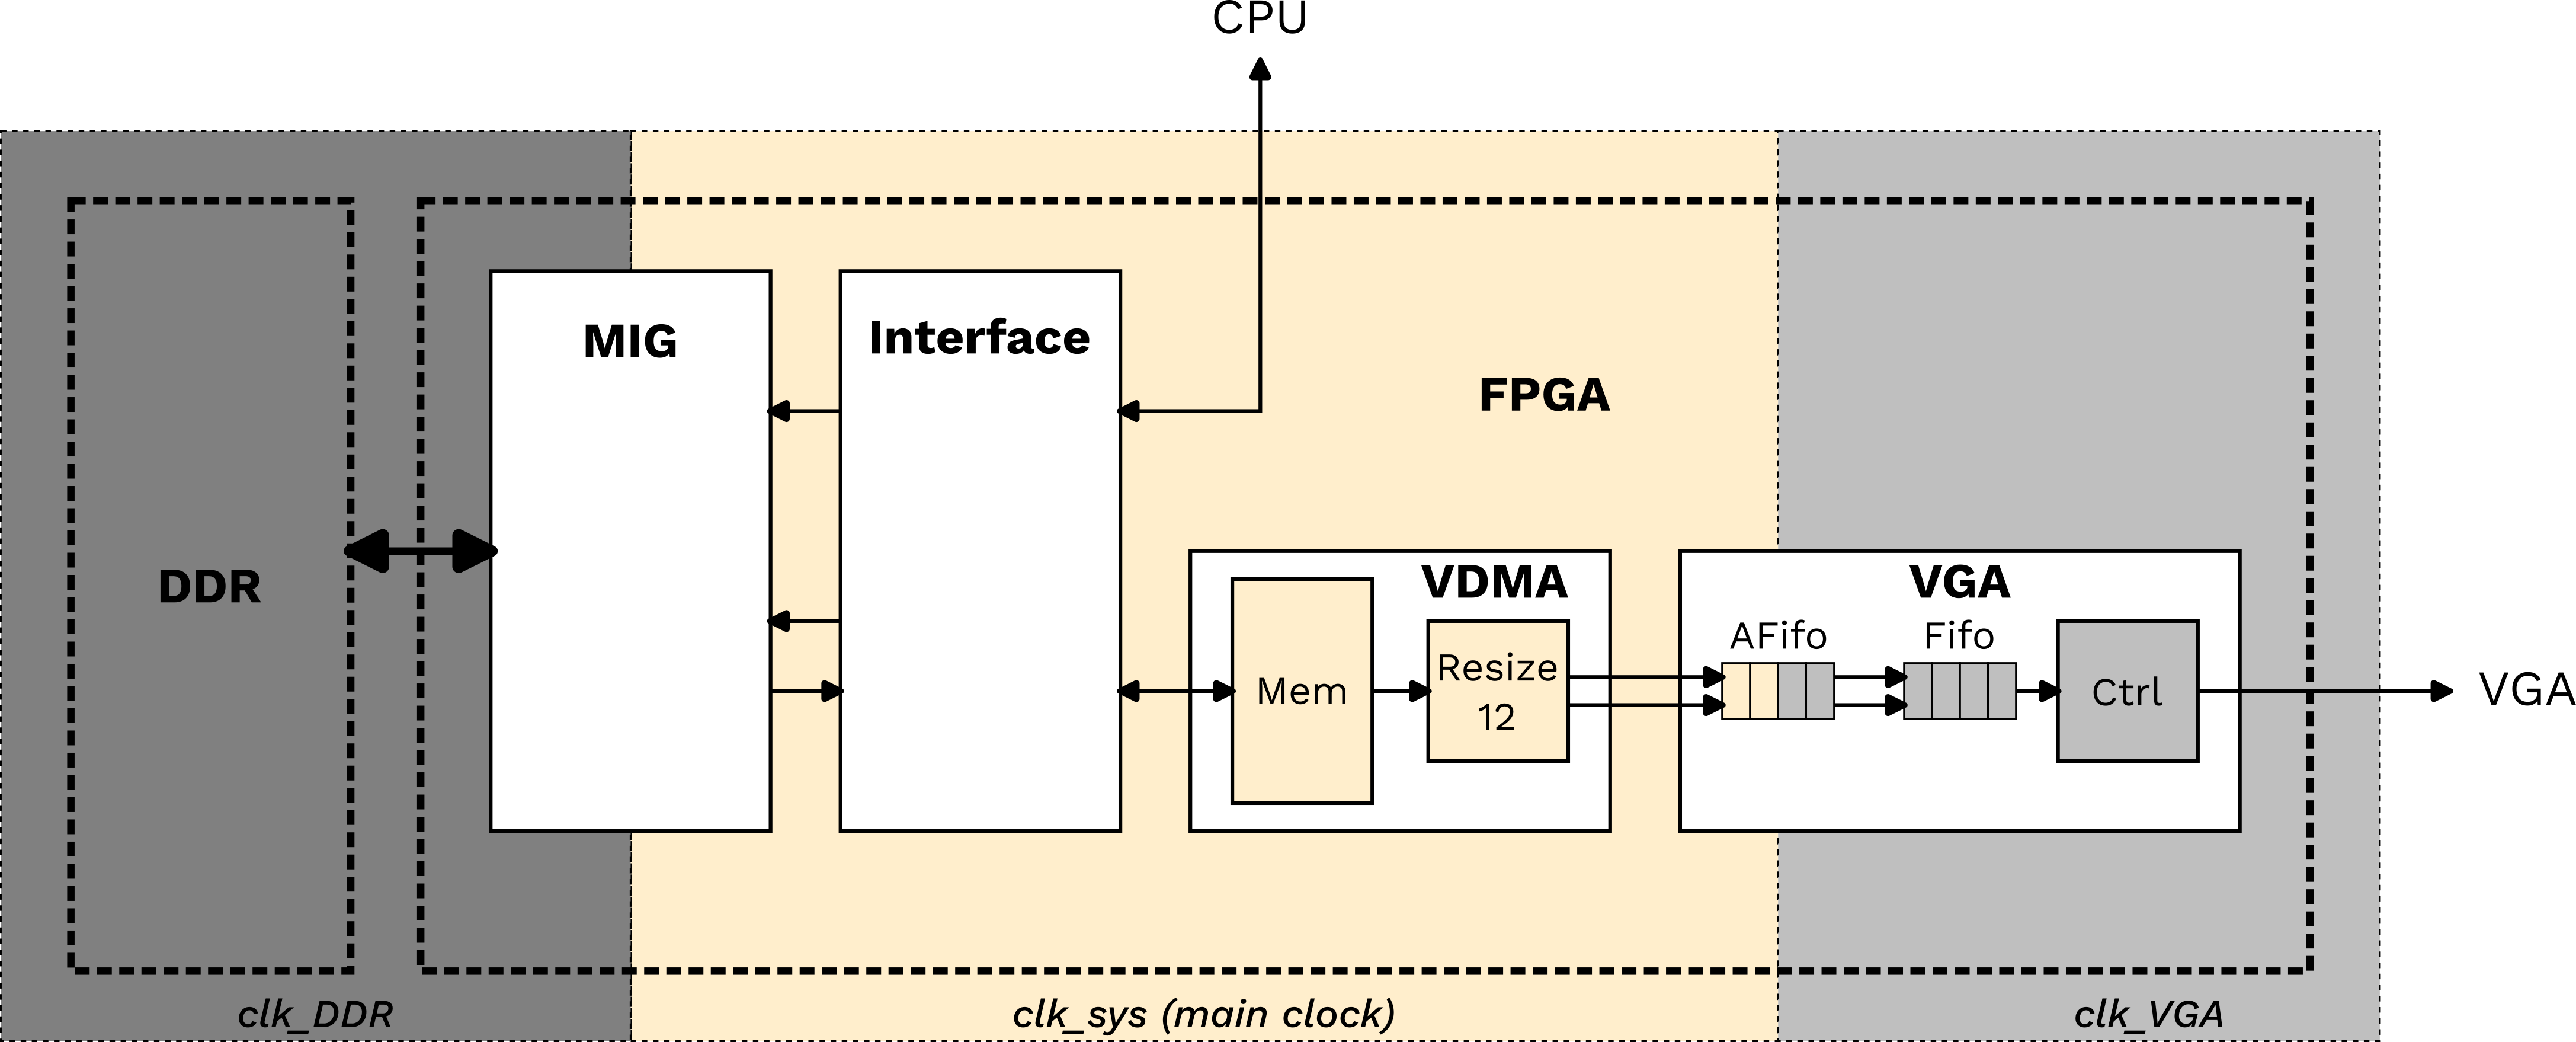 CPU
MIG
Interface
FPGA
DDR
VDMA
Mem
Resize
12
VGA
AFifo
Fifo
Ctrl
VGA
clk_DDR
clk_sys (main clock)
clk_VGA